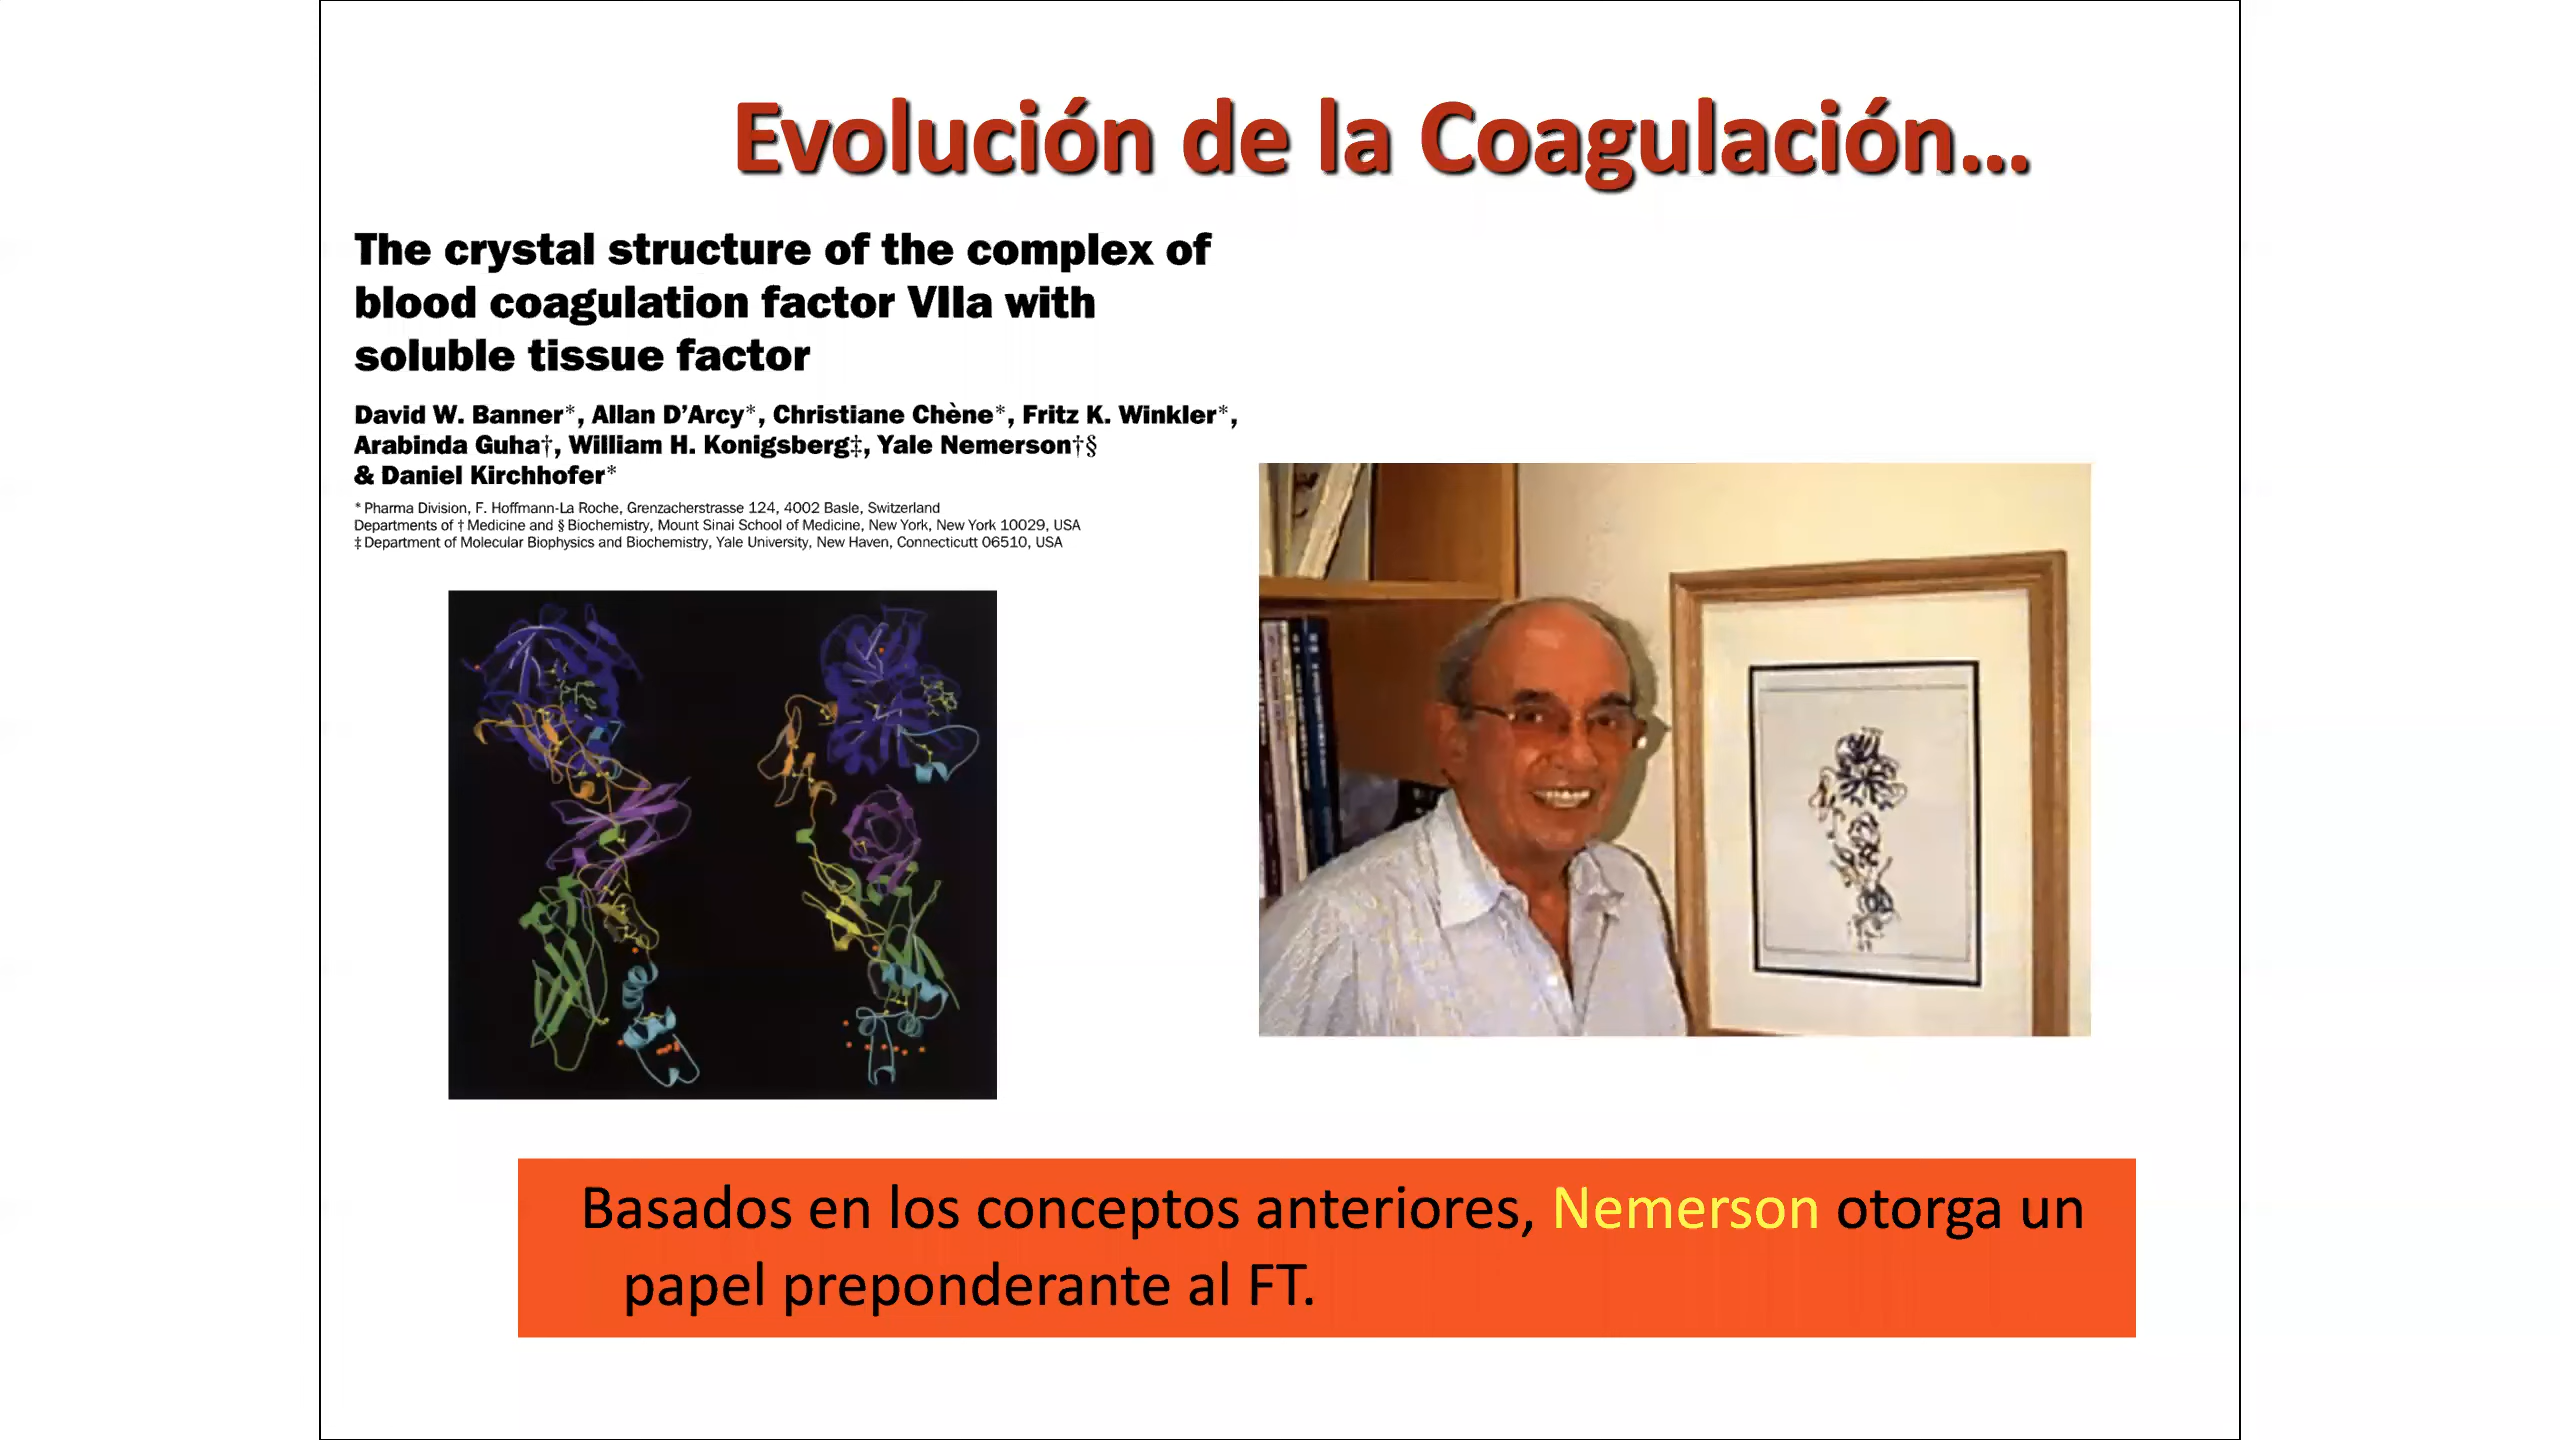 Evolución de la Coagulación...
The crystal structure of the complex of
blood coagulation factor VIIa with
soluble tissue factor
David W. Banner*, Allan D'Arcy*, Christiane Chène*, Fritz K. Winkler*,
Arabinda Guha†, William H. Konigsberg‡, Yale Nemerson†§
& Daniel Kirchhofer*
* Pharma Division, F. Hoffmann-La Roche, Grenzacherstrasse 124, 4002 Basle, Switzerland
Departments of † Medicine and § Biochemistry, Mount Sinai School of Medicine, New York, New York 10029, USA
‡ Department of Molecular Biophysics and Biochemistry, Yale University, New Haven, Connecticutt 06510, USA
Basados en los conceptos anteriores, Nemerson otorga un
papel preponderante al FT.